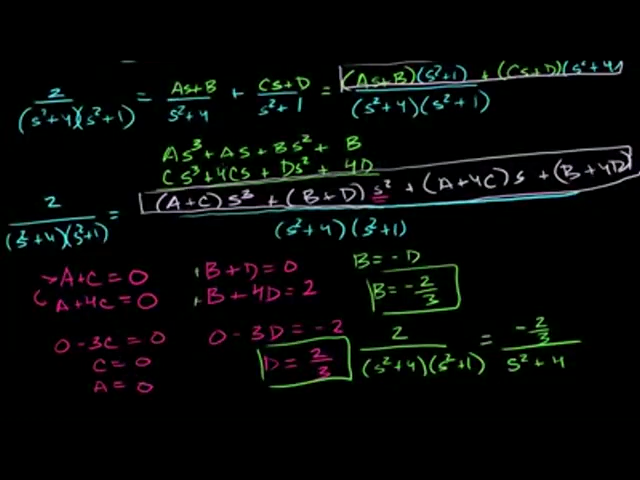 2/((s²+4)(s²+1)) = (As+B)/(s²+4) + (Cs+D)/(s²+1) = ((As+B)(s²+1) + (Cs+D)(s²+4))/((s²+4)(s²+1))
As³ + As + Bs² + B
Cs³ + 4Cs + Ds² + 4D
2/((s²+4)(s²+1)) = ((A+C)s³ + (B+D)s² + (A+4C)s + (B+4D))/((s²+4)(s²+1))
A+C=0
A+4C=0
0-3C=0
C=0
A=0
B+D=0
B+4D=2
0-3D=-2
D=2/3
B=-D
B=-2/3
2/((s²+4)(s²+1)) = (-2/3)/(s²+4)